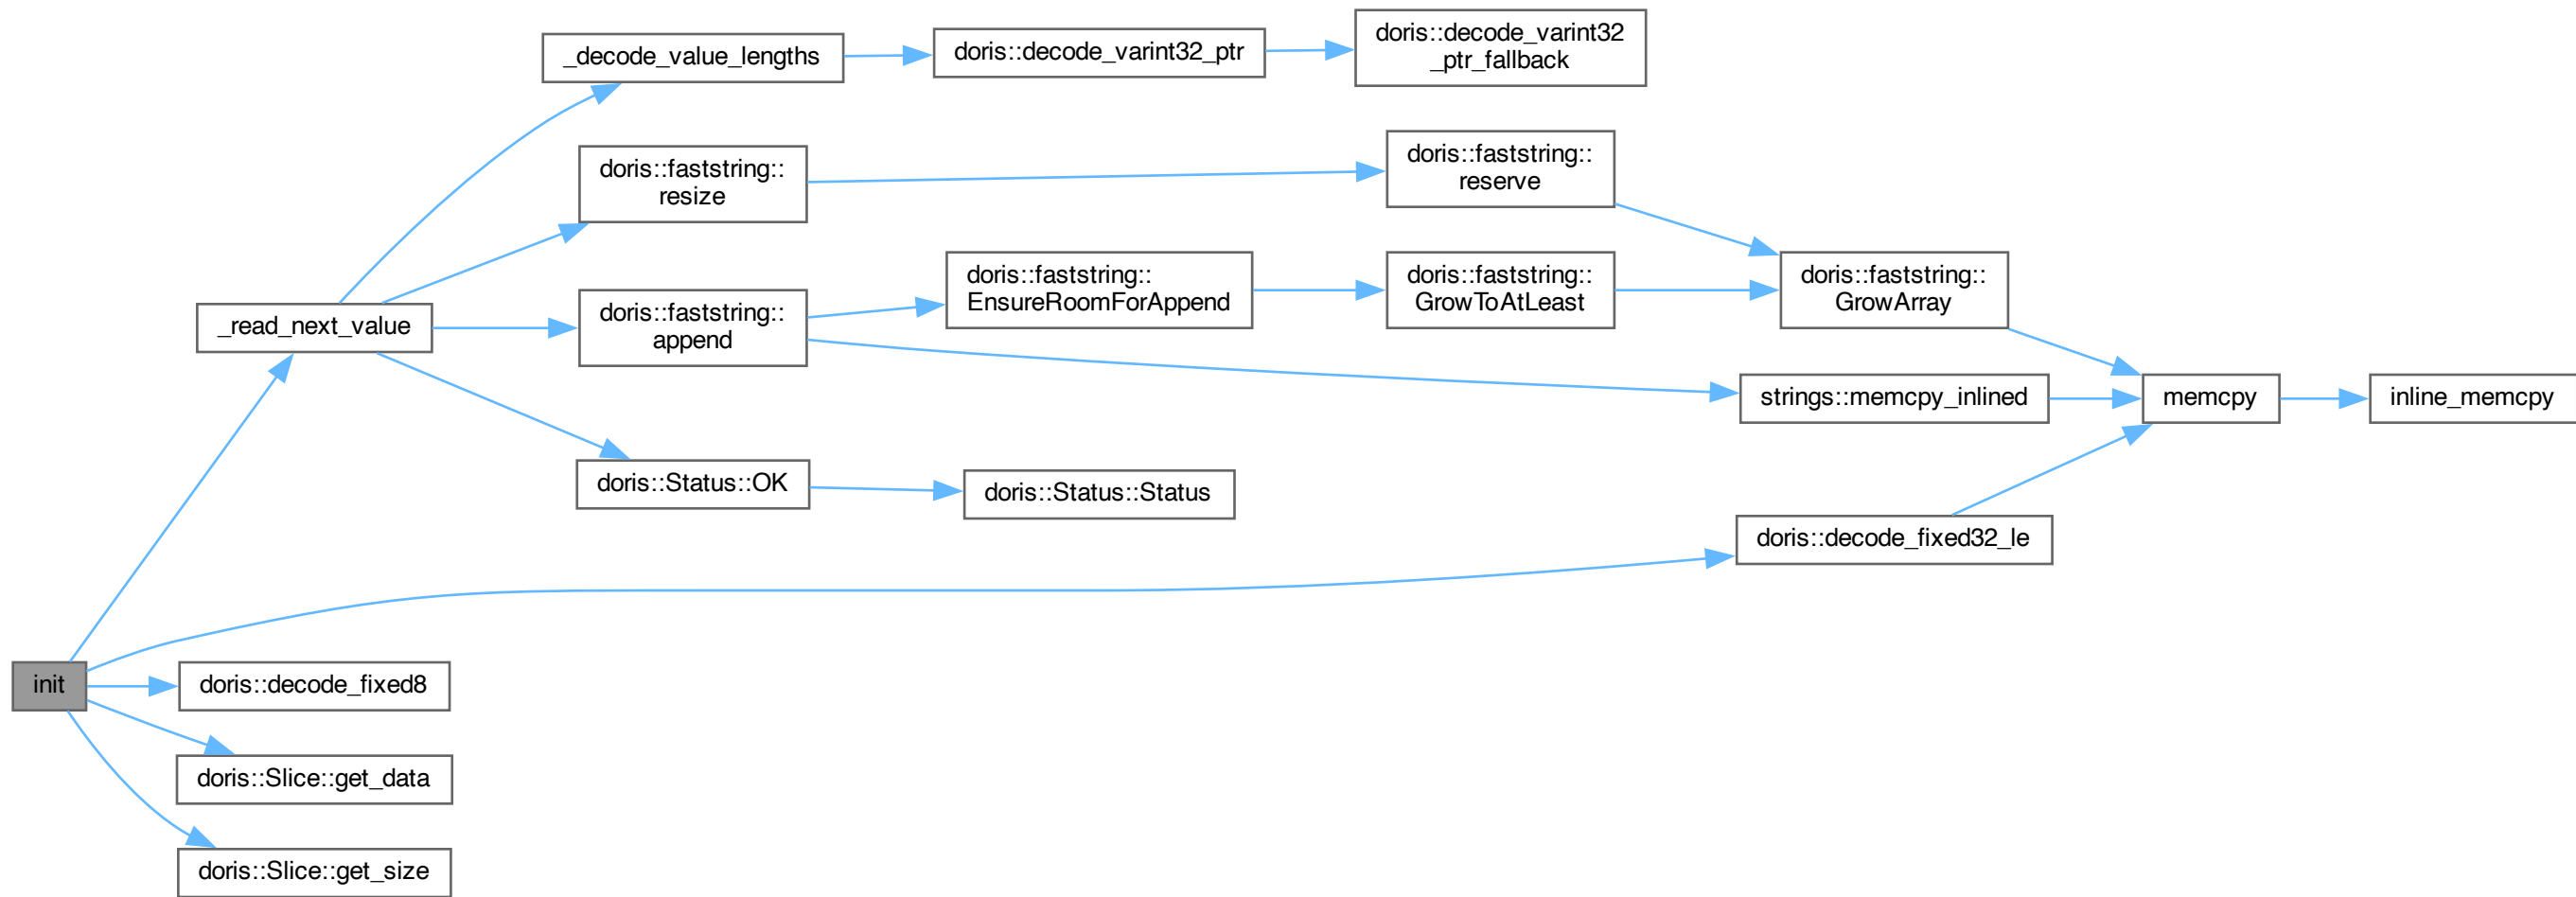 _decode_value_lengths
doris::decode_varint32_ptr
doris::decode_varint32
_ptr_fallback
doris::faststring::
resize
doris::faststring::
reserve
_read_next_value
doris::faststring::
append
doris::faststring::
EnsureRoomForAppend
doris::faststring::
GrowToAtLeast
doris::faststring::
GrowArray
strings::memcpy_inlined
memcpy
inline_memcpy
doris::Status::OK
doris::Status::Status
doris::decode_fixed32_le
init
doris::decode_fixed8
doris::Slice::get_data
doris::Slice::get_size